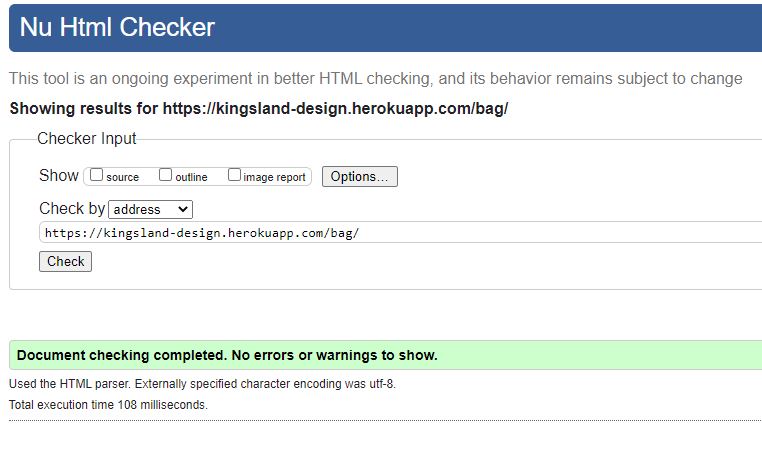 Nu Html Checker
This tool is an ongoing experiment in better HTML checking, and its behavior remains subject to change
Showing results for https://kingsland-design.herokuapp.com/bag/
Checker Input
Show source outline image report Options...
Check by address
https://kingsland-design.herokuapp.com/bag/
Check
Document checking completed. No errors or warnings to show.
Used the HTML parser. Externally specified character encoding was utf-8.
Total execution time 108 milliseconds.